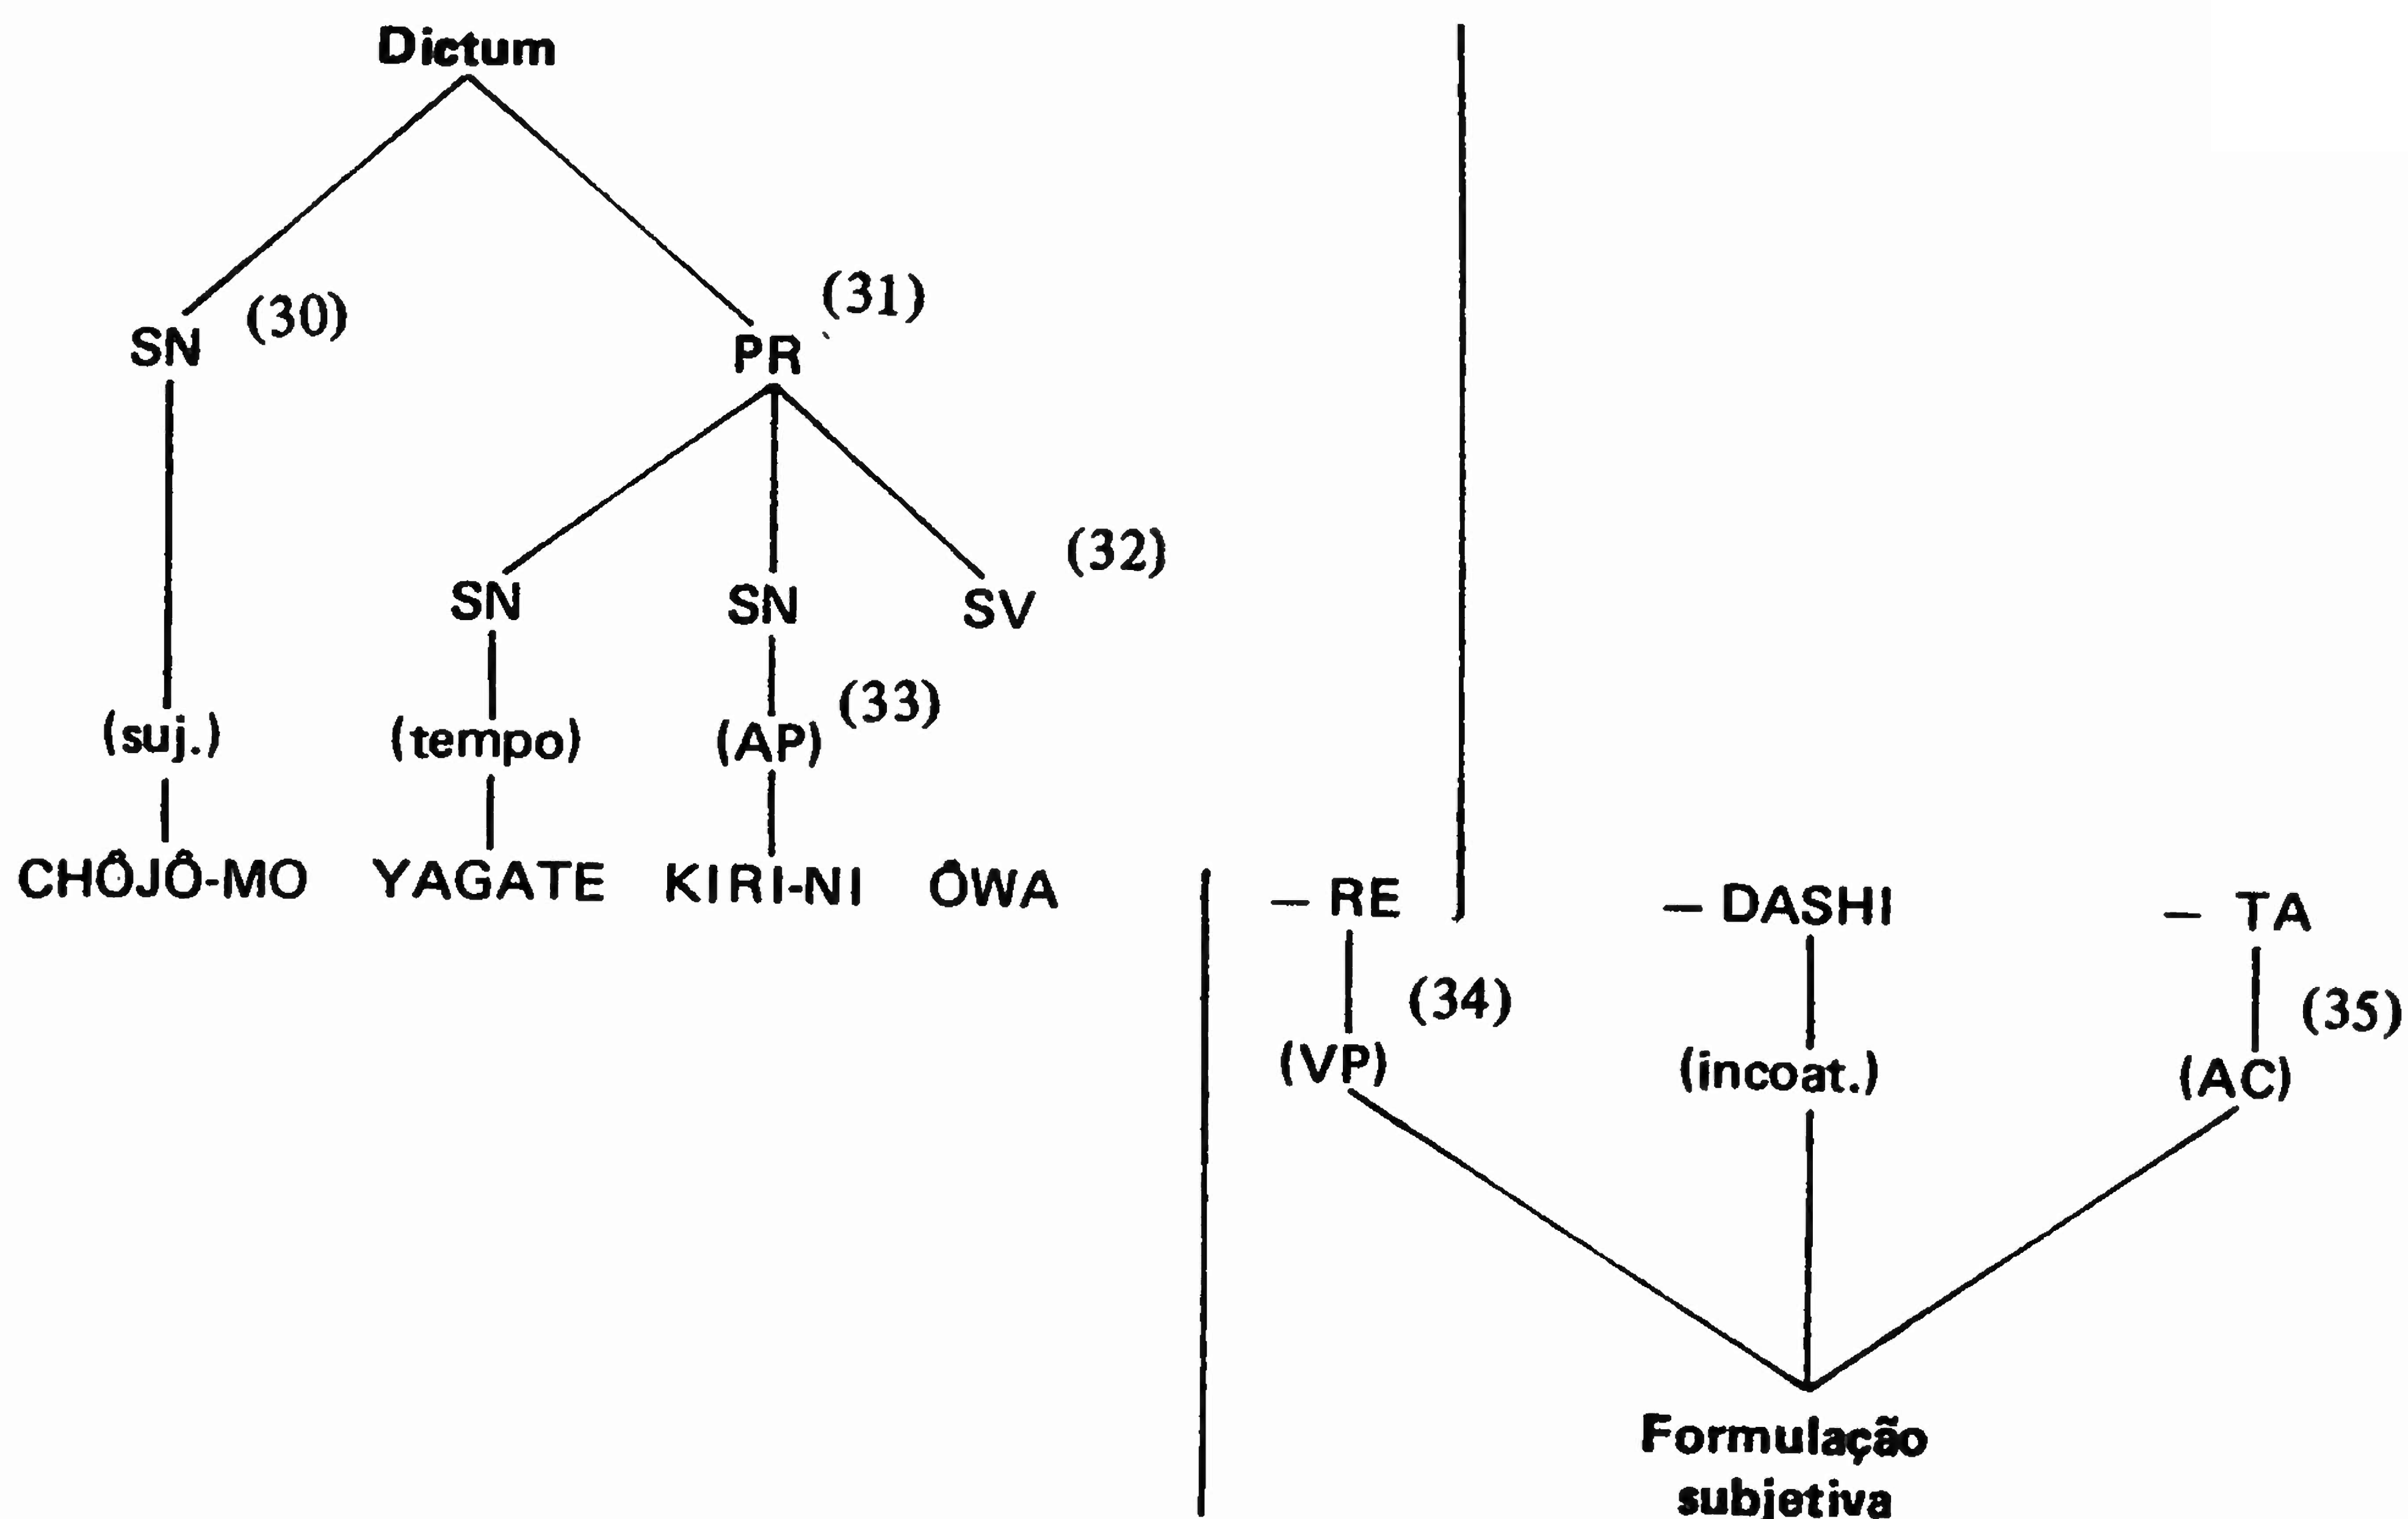 Dictum
(31)
SN (30)
PR
(32)
SN SN SV
(33)
(suj.) (tempo) (AP)
CHÔJÔ-MO YAGATE KIRI-NI ÔWA — RE — DASHI — TA
(34) (35)
(VP) (incoat.) (AC)
Formulação
subjetiva